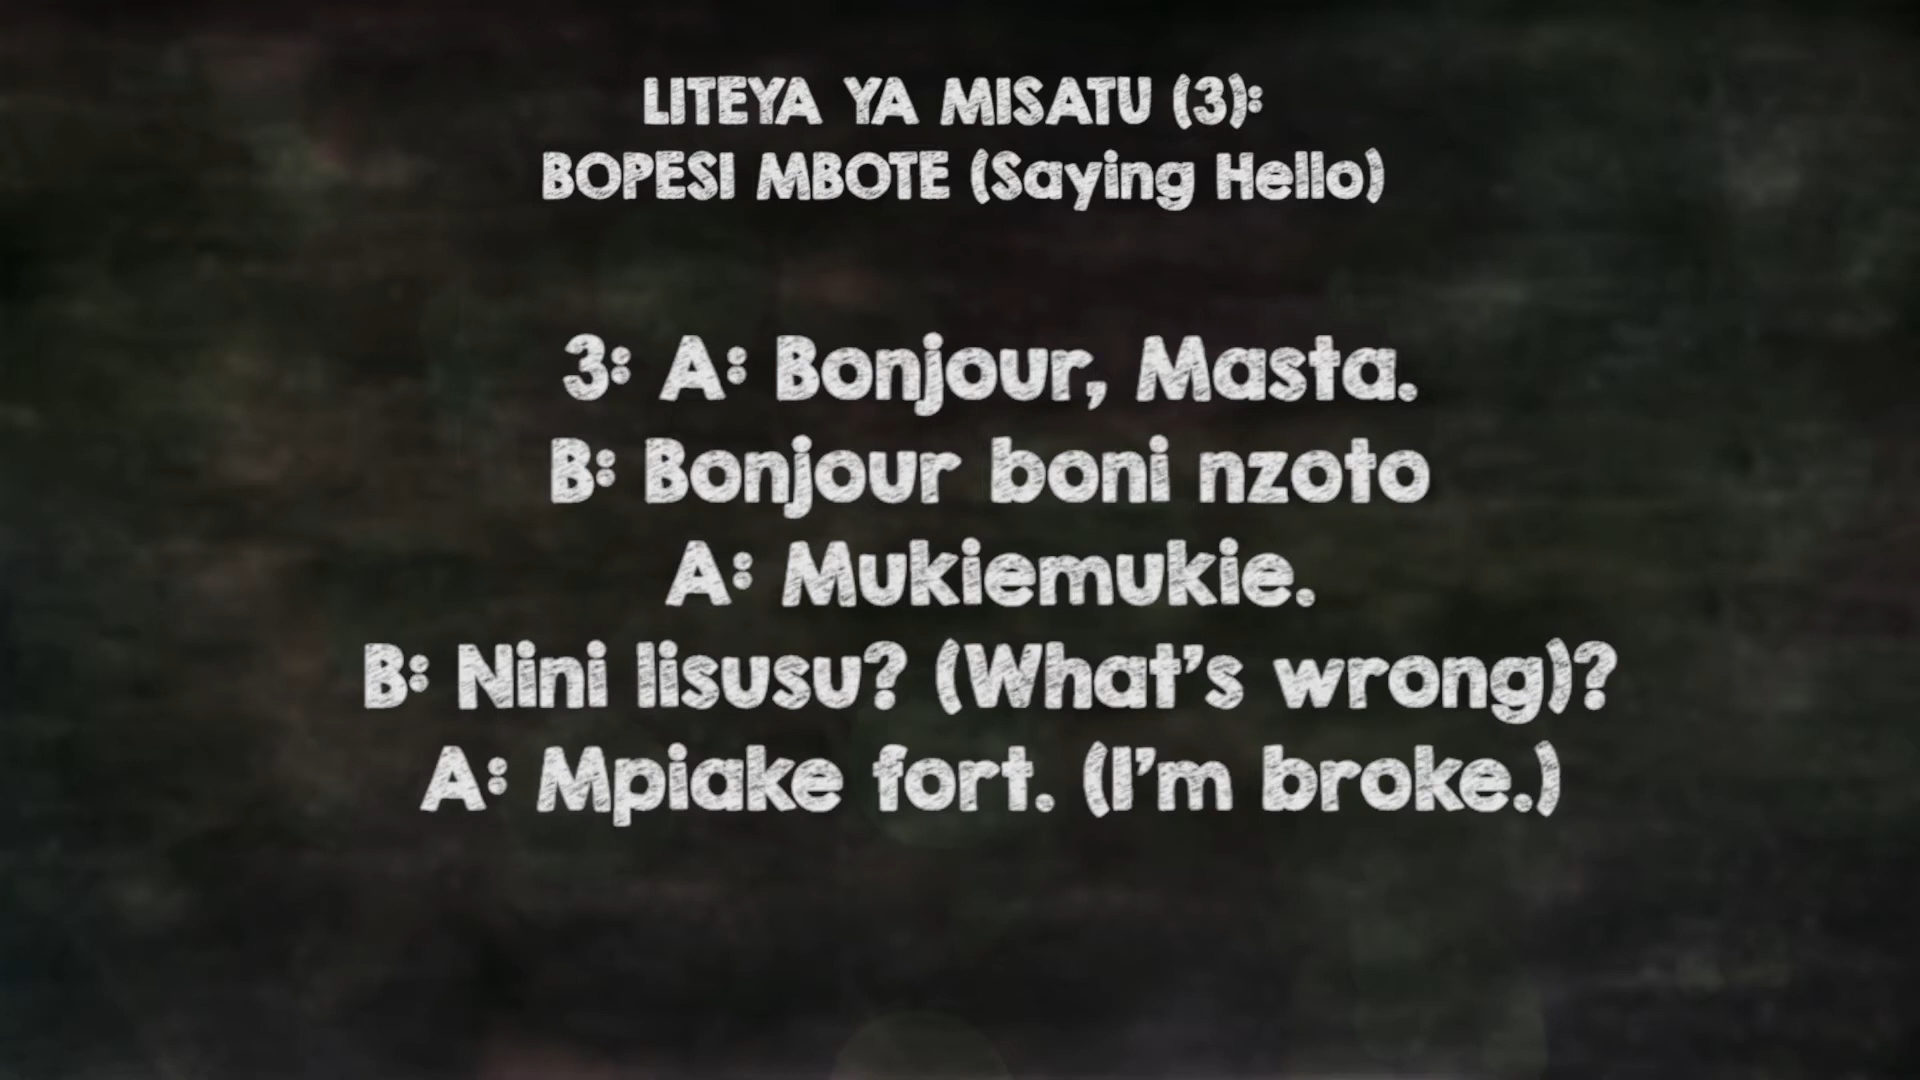 LITEYA YA MISATU (3):
BOPESI MBOTE (Saying Hello)
3: A: Bonjour, Masta.
B: Bonjour boni nzoto
A: Mukiemukie.
B: Nini lisusu? (What's wrong)?
A: Mpiake fort. (I'm broke.)